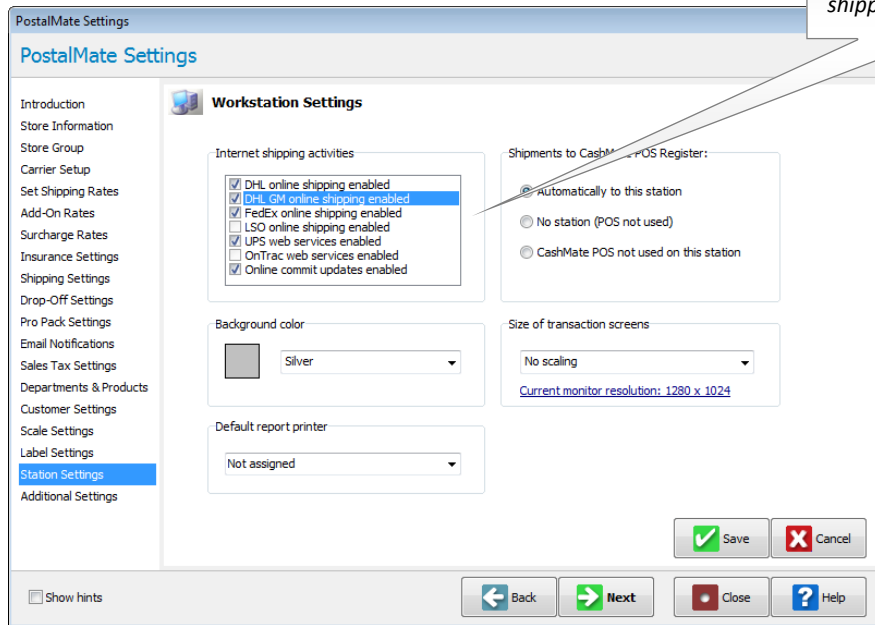 shipp
PostalMate Settings
PostalMate Settings
Introduction
Store Information
Store Group
Carrier Setup
Set Shipping Rates
Add-On Rates
Surcharge Rates
Insurance Settings
Shipping Settings
Drop-Off Settings
Pro Pack Settings
Email Notifications
Sales Tax Settings
Departments & Products
Customer Settings
Scale Settings
Label Settings
Station Settings
Additional Settings
Workstation Settings
Internet shipping activities
DHL online shipping enabled
DHL GM online shipping enabled
FedEx online shipping enabled
LSO online shipping enabled
UPS web services enabled
OnTrac web services enabled
Online commit updates enabled
Shipments to CashMate POS Register:
Automatically to this station
No station (POS not used)
CashMate POS not used on this station
Background color
Silver
Size of transaction screens
No scaling
Current monitor resolution: 1280 x 1024
Default report printer
Not assigned
Save
Cancel
Show hints
Back
Next
Close
Help